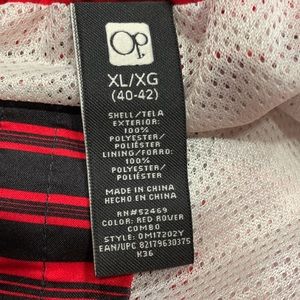 Op
XL/XG
(40-42)
SHELL/TELA
EXTERIOR:
100%
POLYESTER/
POLIÉSTER
LINING/FORRO:
100%
POLYESTER/
POLIÉSTER
MADE IN CHINA
HECHO EN CHINA
RN#52469
COLOR: RED ROVER
COMBO
STYLE: OM17202Y
EAN/UPC 82179630375
K36